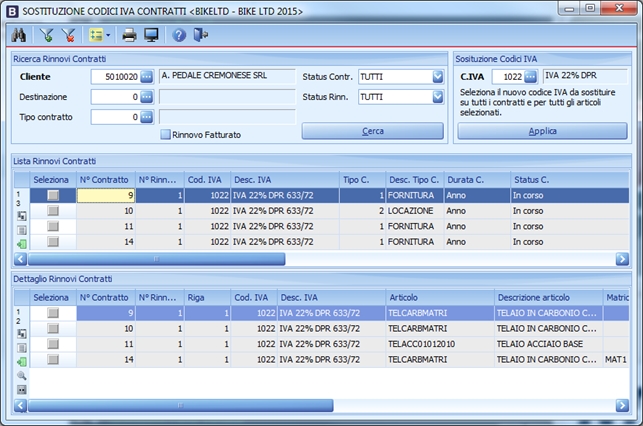 B SOSTITUZIONE CODICI IVA CONTRATTI <BIKELTD - BIKE LTD 2015>
Ricerca Rinnovi Contratti
Cliente 5010020 ... A. PEDALE CREMONESE SRL Status Contr. TUTTI
Destinazione 0 ... Status Rinn. TUTTI
Tipo contratto 0 ...
Rinnovo Fatturato Cerca
Sosituzione Codici IVA
C.IVA 1022 ... IVA 22% DPR
Seleziona il nuovo codice IVA da sostituire
su tutti i contratti e per tutti gli articoli
selezionati.
Applica
Lista Rinnovi Contratti
Seleziona N° Contratto N° Rinn... Cod. IVA Desc. IVA Tipo C. Desc. Tipo C. Durata C. Status C.
9 1 1022 IVA 22% DPR 633/72 1 FORNITURA Anno In corso
10 1 1022 IVA 22% DPR 633/72 2 LOCAZIONE Anno In corso
11 1 1022 IVA 22% DPR 633/72 1 FORNITURA Anno In corso
14 1 1022 IVA 22% DPR 633/72 1 FORNITURA Anno In corso
1
3
Dettaglio Rinnovi Contratti
Seleziona N° Contratto N° Rinn... Riga Cod. IVA Desc. IVA Articolo Descrizione articolo Matric
9 1 1 1022 IVA 22% DPR 633/72 TELCARBMATRI TELAIO IN CARBONIO C...
10 1 1 1022 IVA 22% DPR 633/72 TELCARBMATRI TELAIO IN CARBONIO C...
11 1 1 1022 IVA 22% DPR 633/72 TELACC01012010 TELAIO ACCIAIO BASE
14 1 1 1022 IVA 22% DPR 633/72 TELCARBMATRI TELAIO IN CARBONIO C... MAT1
1
2